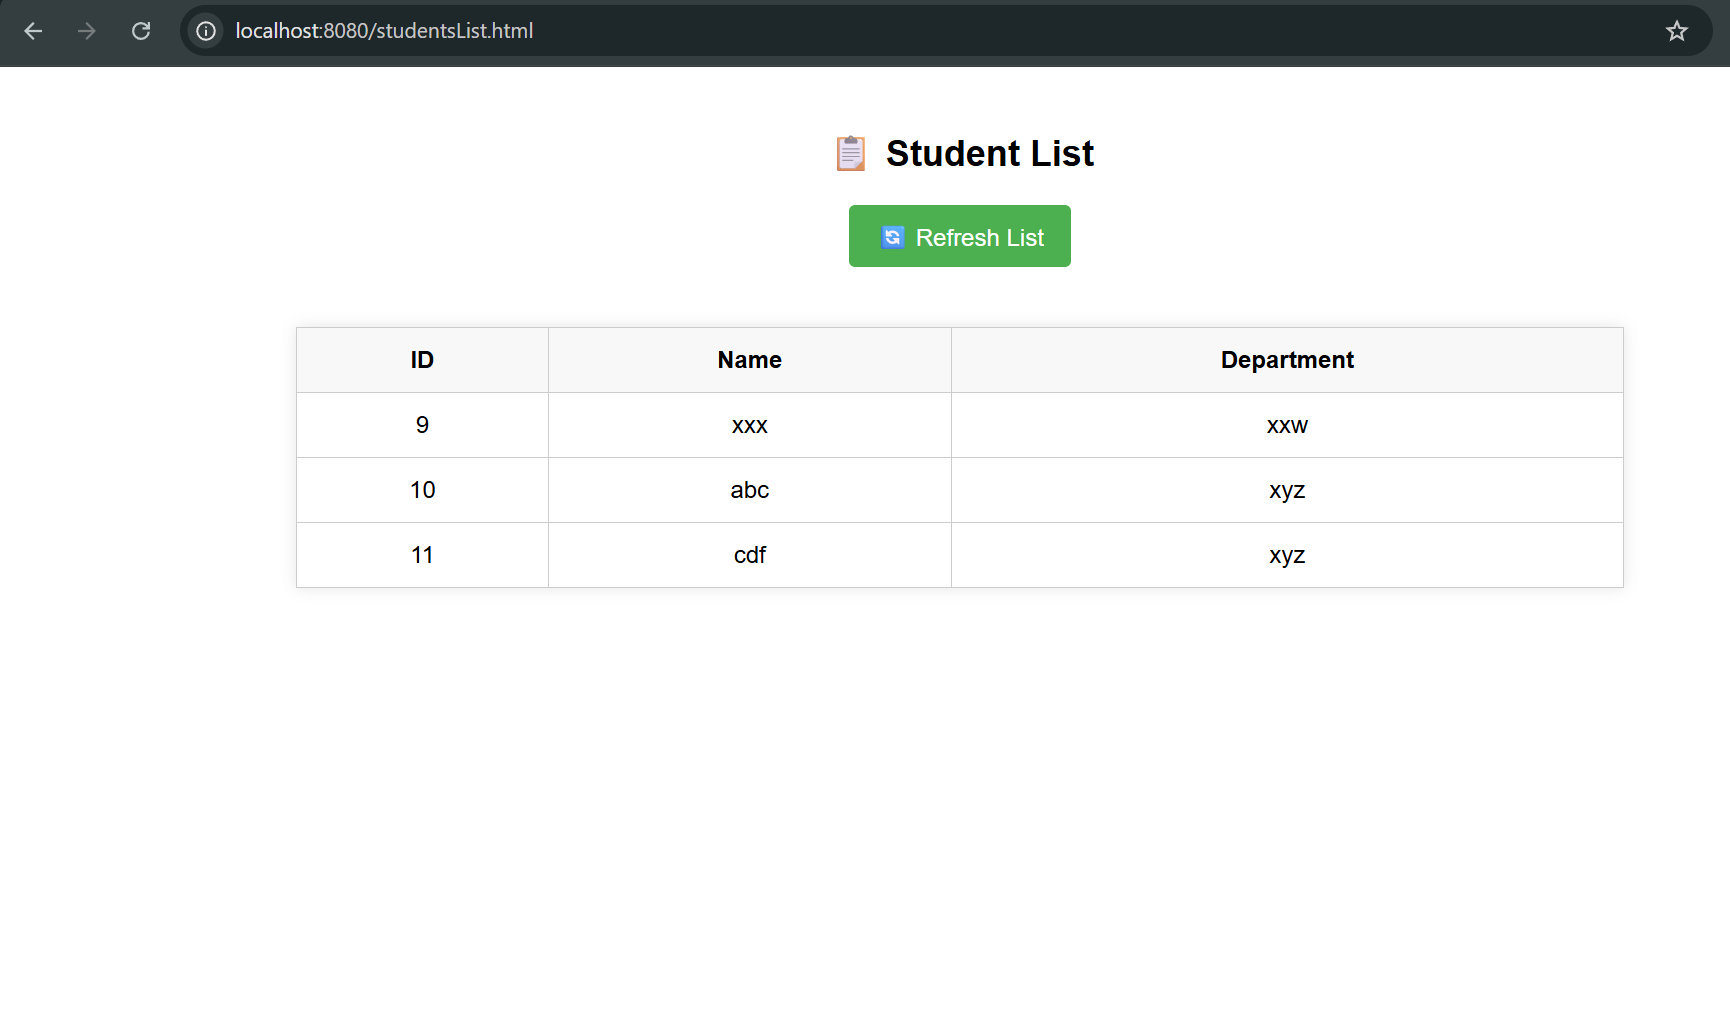 localhost:8080/studentsList.html
📋 Student List
🔄 Refresh List
ID Name Department
9 xxx xxw
10 abc xyz
11 cdf xyz